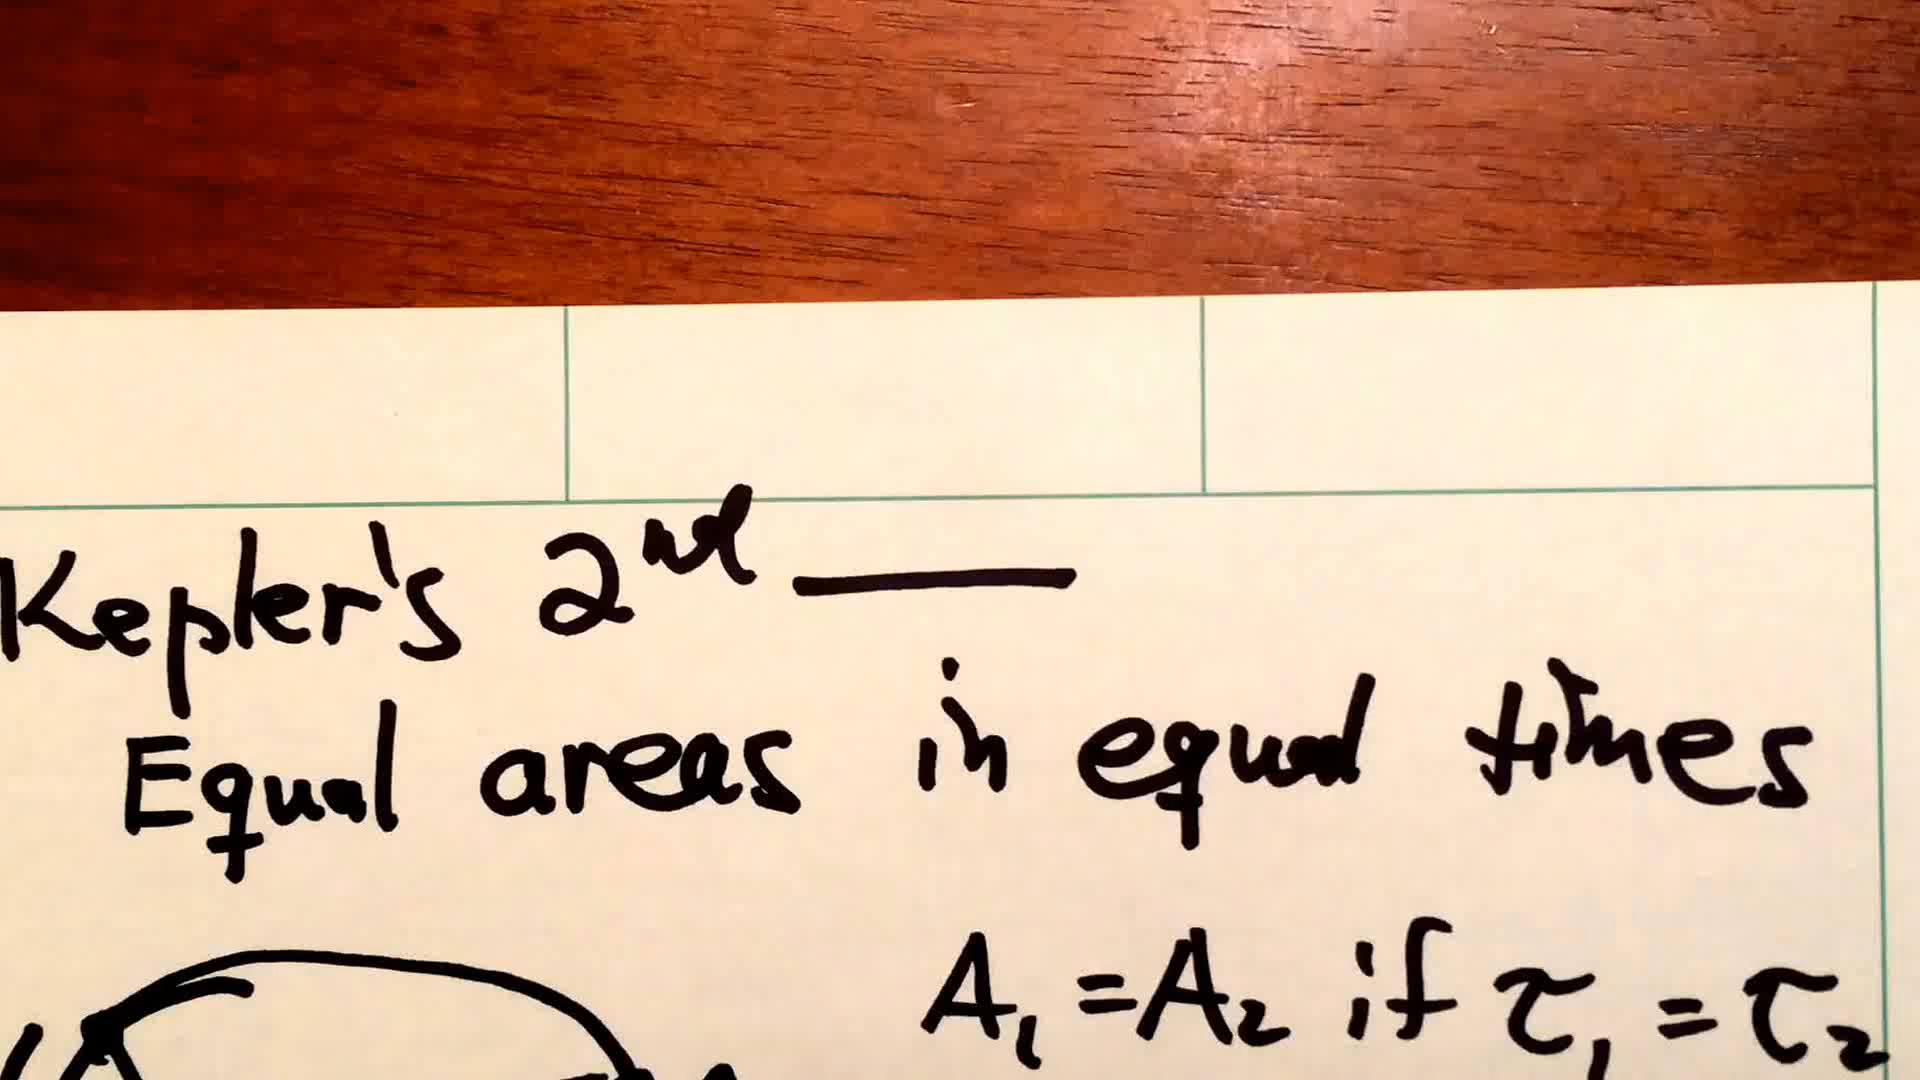 Kepler's 2nd —
Equal areas in equal times
A₁ = A₂ if τ₁ = τ₂